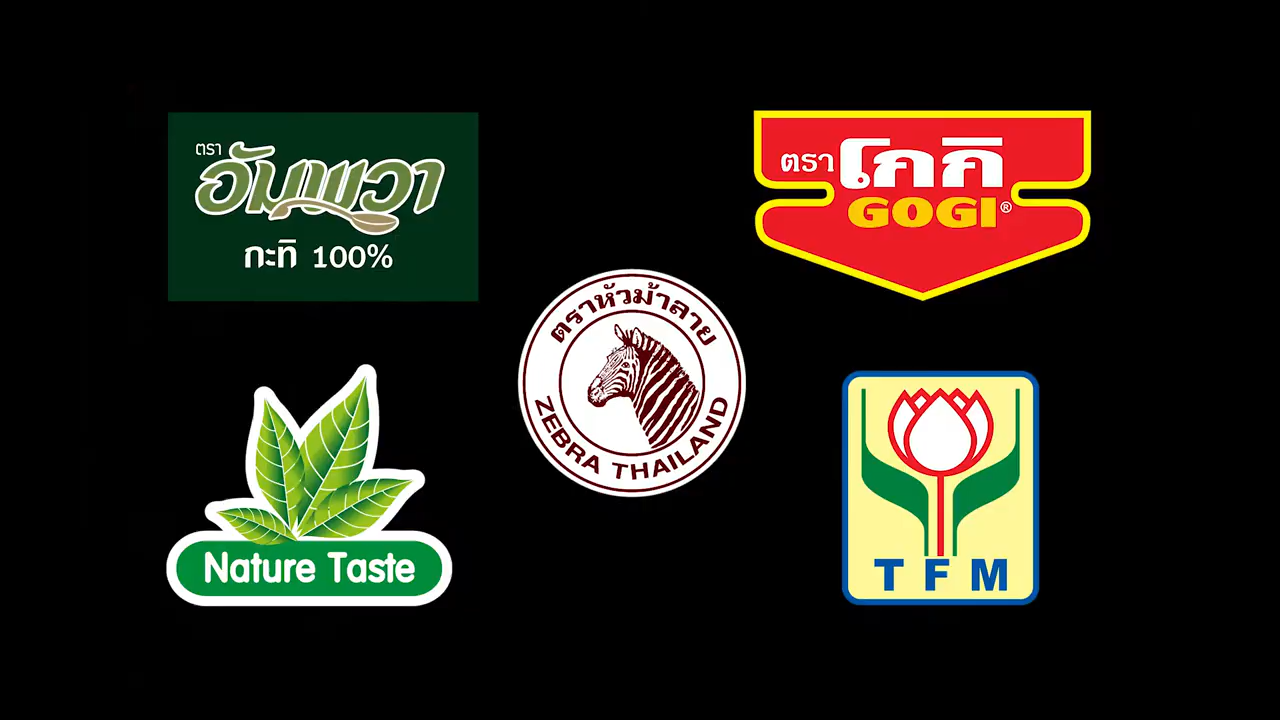 ตรา
อัมพวา
กะทิ 100%
ตรา โกกิ
GOGI®
ตราหัวม้าลาย
ZEBRA THAILAND
Nature Taste
T F M